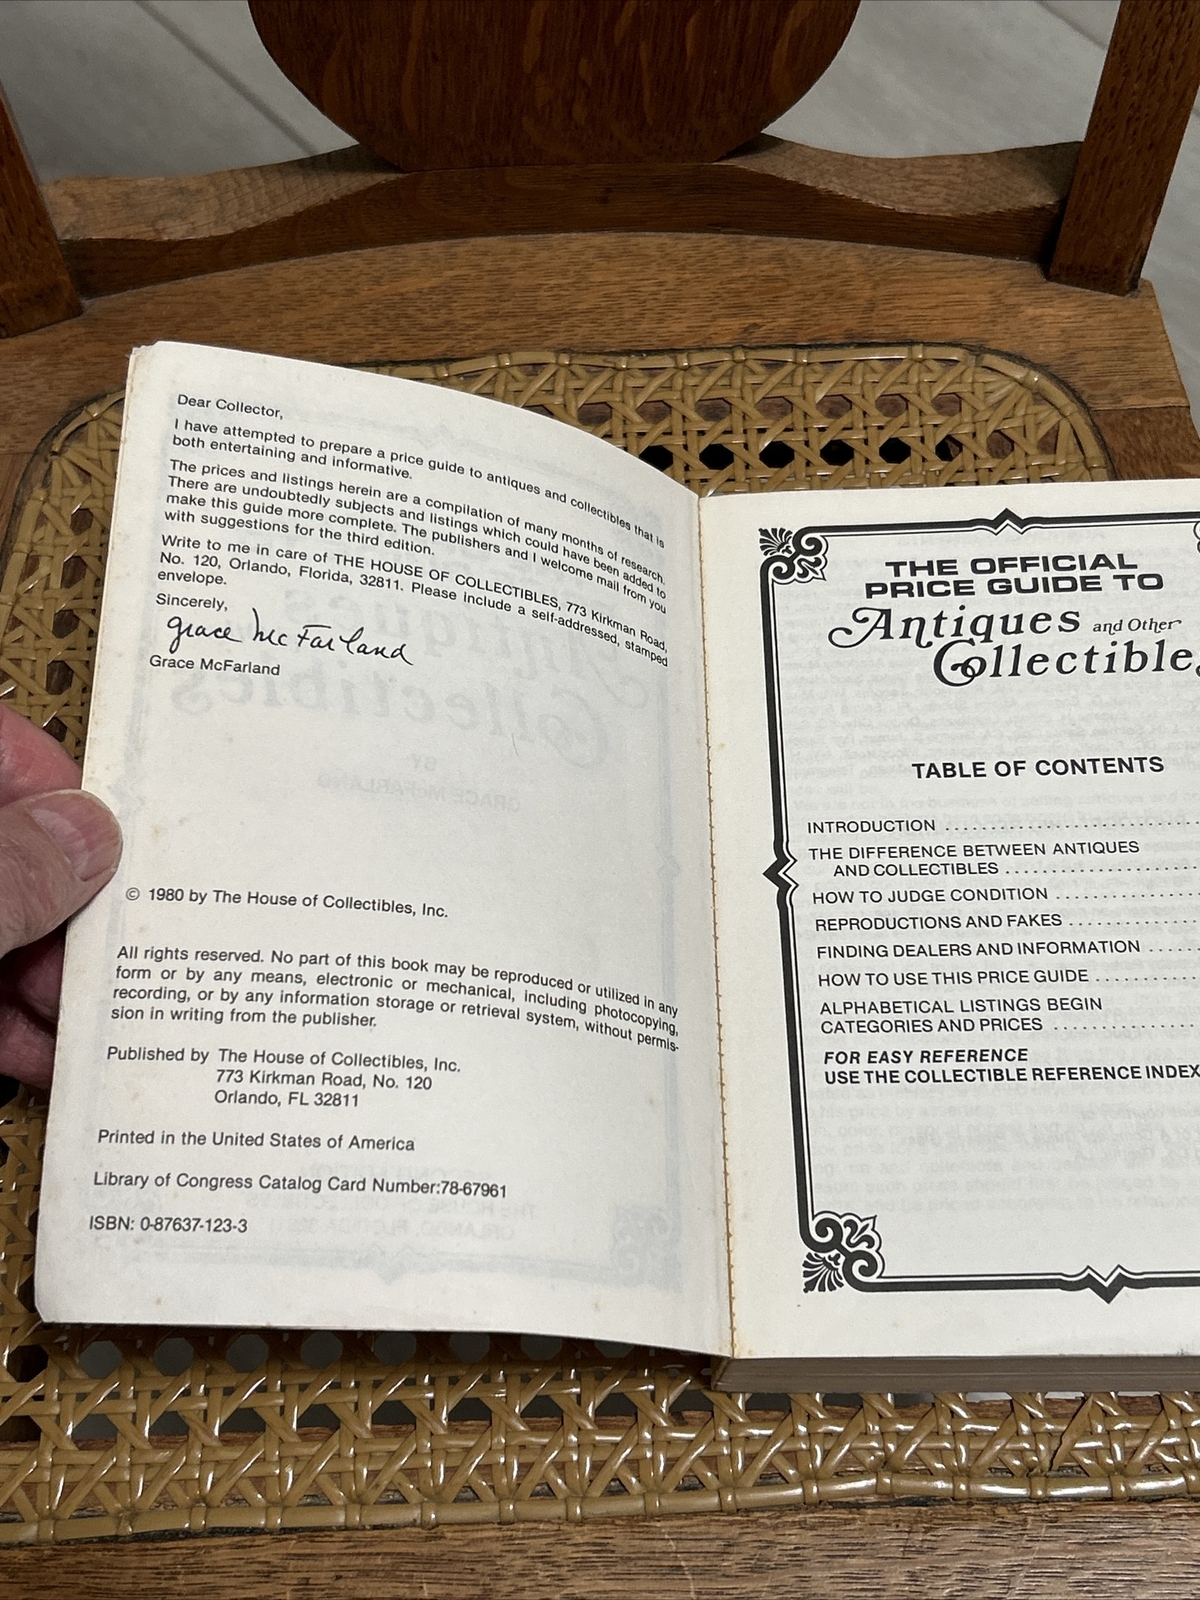 Dear Collector,
I have attempted to prepare a price guide to antiques and collectibles that is
both entertaining and informative.
The prices and listings herein are a compilation of many months of research.
There are undoubtedly subjects and listings which could have been added to
make this guide more complete. The publishers and I welcome mail from you
with suggestions for the third edition.
Write to me in care of THE HOUSE OF COLLECTIBLES, 773 Kirkman Road,
No. 120, Orlando, Florida, 32811. Please include a self-addressed, stamped
envelope.
Sincerely,
Grace McFarland
Grace McFarland
© 1980 by The House of Collectibles, Inc.
All rights reserved. No part of this book may be reproduced or utilized in any
form or by any means, electronic or mechanical, including photocopying,
recording, or by any information storage or retrieval system, without permis-
sion in writing from the publisher.
Published by The House of Collectibles, Inc.
773 Kirkman Road, No. 120
Orlando, FL 32811
Printed in the United States of America
Library of Congress Catalog Card Number:78-67961
ISBN: 0-87637-123-3
THE OFFICIAL
PRICE GUIDE TO
Antiques and Other
Collectibles
TABLE OF CONTENTS
INTRODUCTION
THE DIFFERENCE BETWEEN ANTIQUES
AND COLLECTIBLES
HOW TO JUDGE CONDITION
REPRODUCTIONS AND FAKES
FINDING DEALERS AND INFORMATION
HOW TO USE THIS PRICE GUIDE
ALPHABETICAL LISTINGS BEGIN
CATEGORIES AND PRICES
FOR EASY REFERENCE
USE THE COLLECTIBLE REFERENCE INDEX